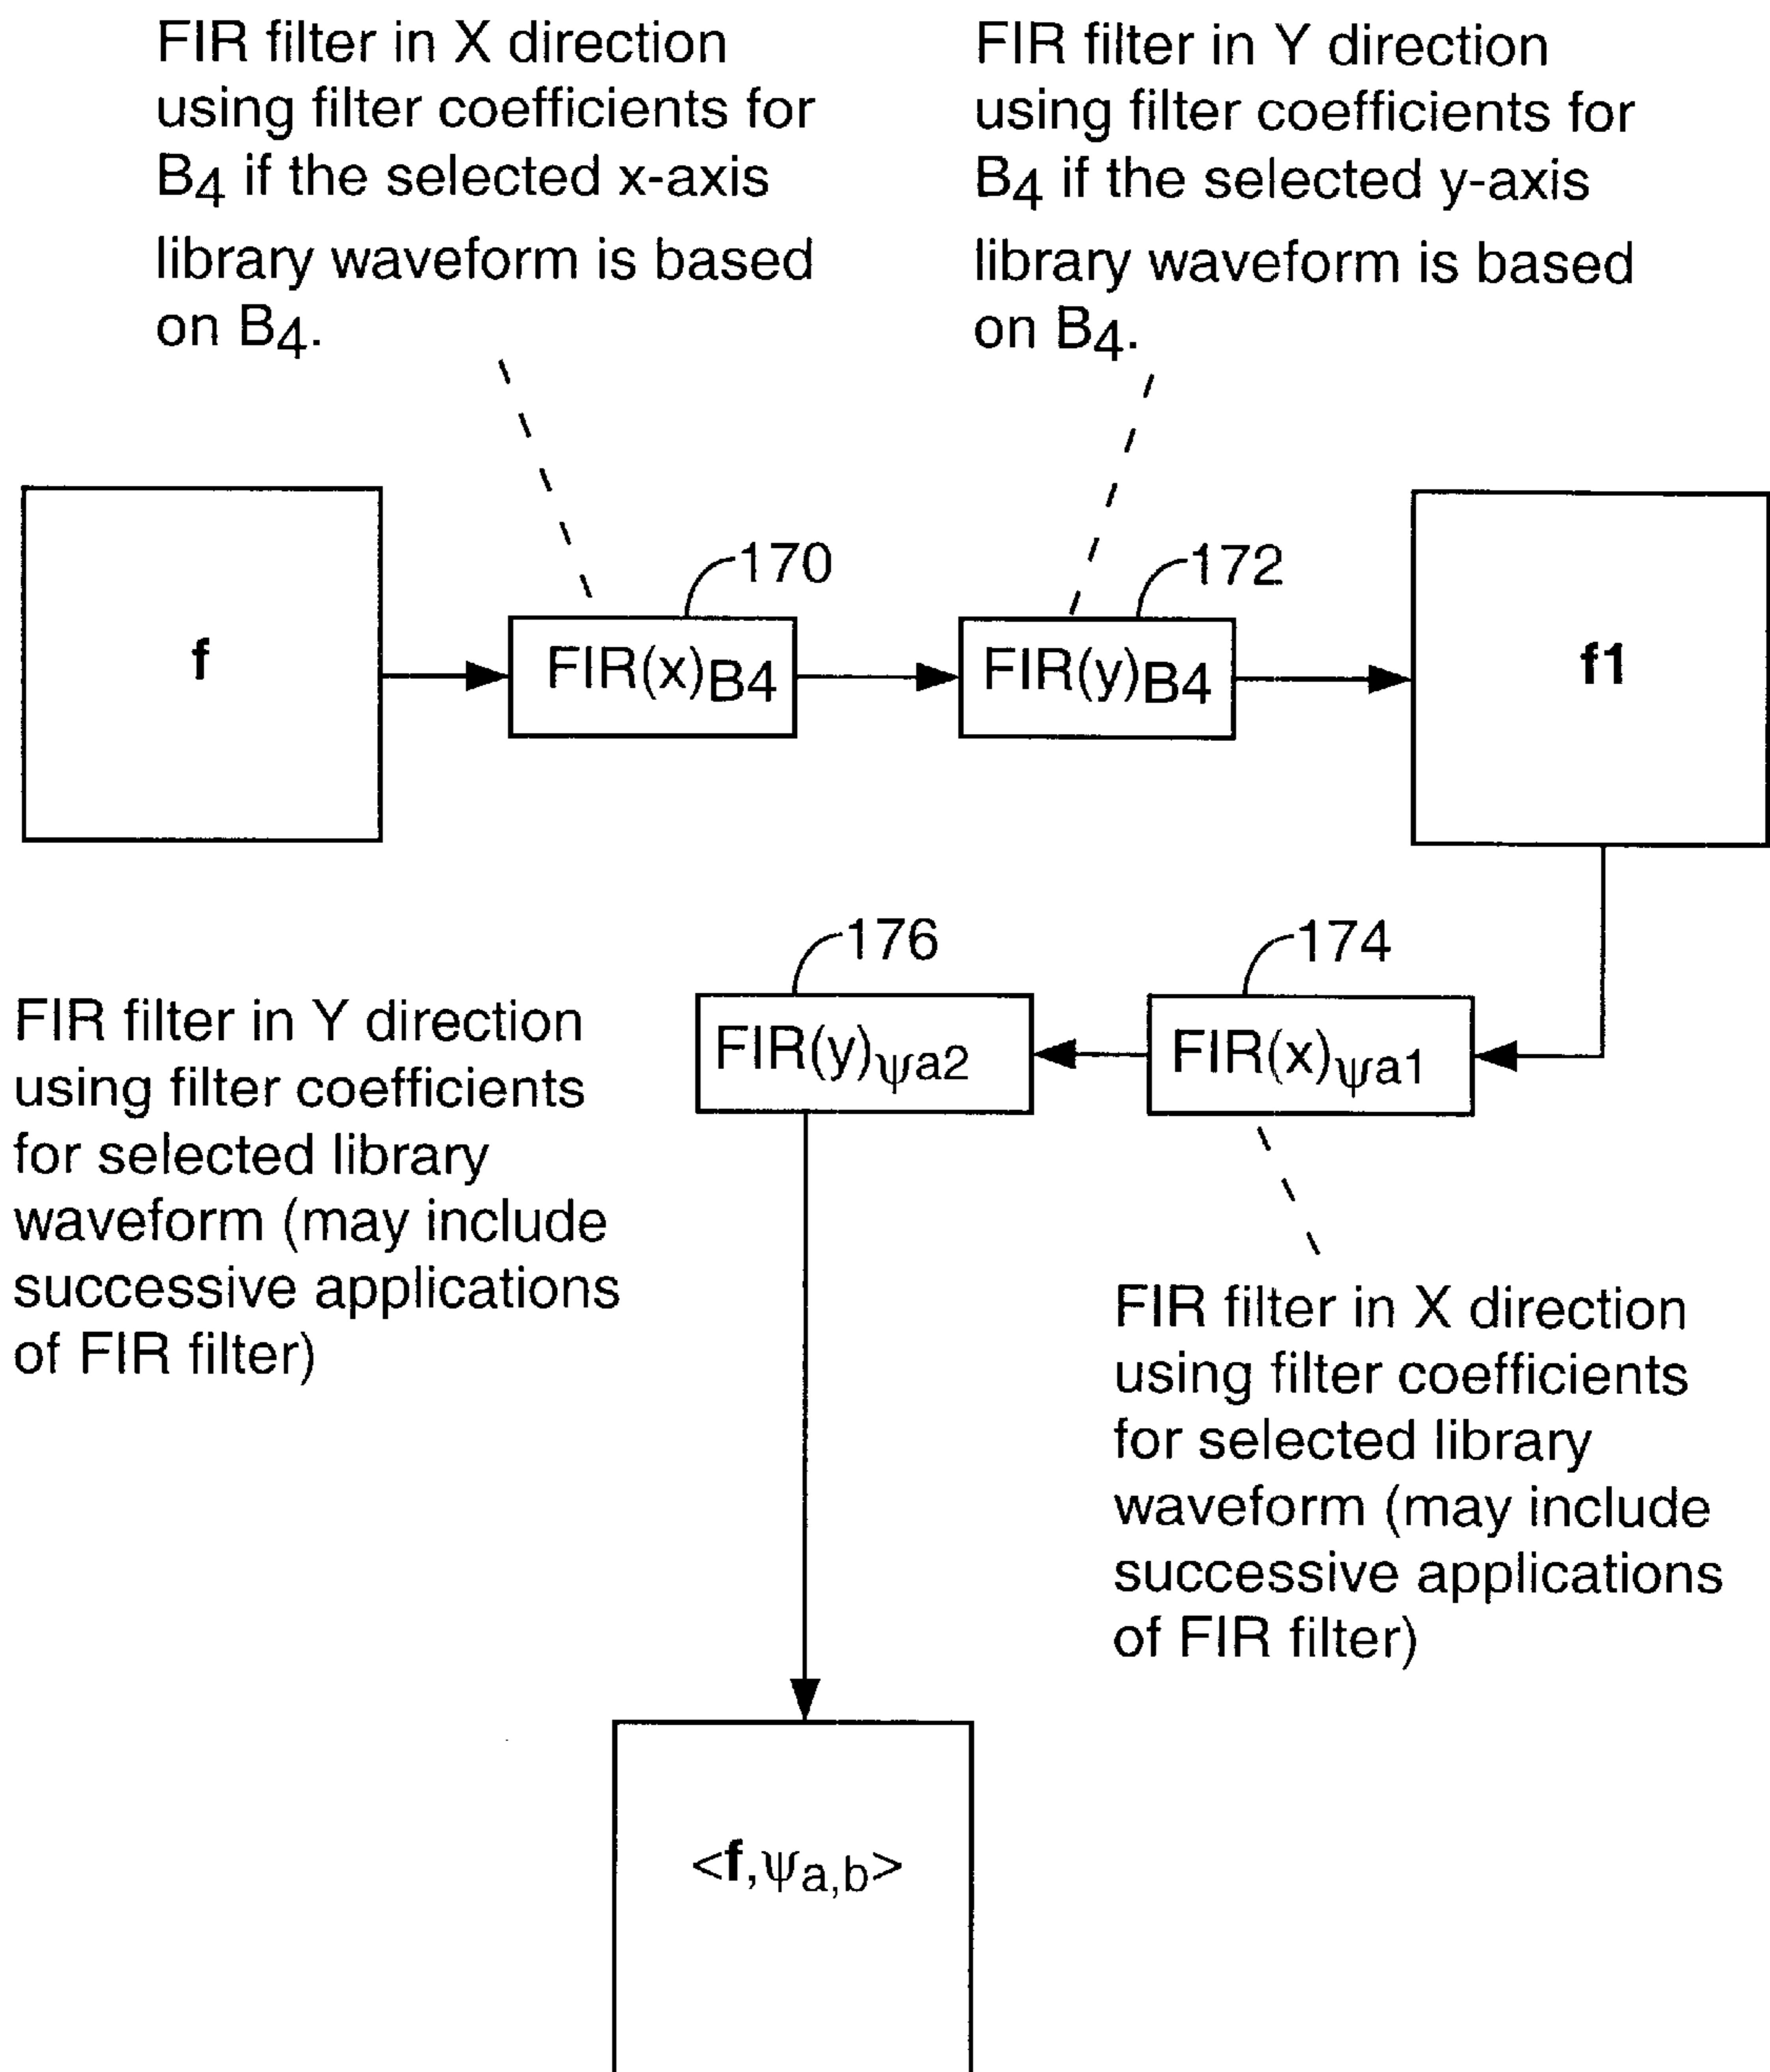 FIR filter in X direction
using filter coefficients for
B4 if the selected x-axis
library waveform is based
on B4.
FIR filter in Y direction
using filter coefficients for
B4 if the selected y-axis
library waveform is based
on B4.
170
172
f
FIR(x)B4
FIR(y)B4
f1
176
174
FIR(y)ψa2
FIR(x)ψa1
FIR filter in Y direction
using filter coefficients
for selected library
waveform (may include
successive applications
of FIR filter)
FIR filter in X direction
using filter coefficients
for selected library
waveform (may include
successive applications
of FIR filter)
<f,ψa,b>